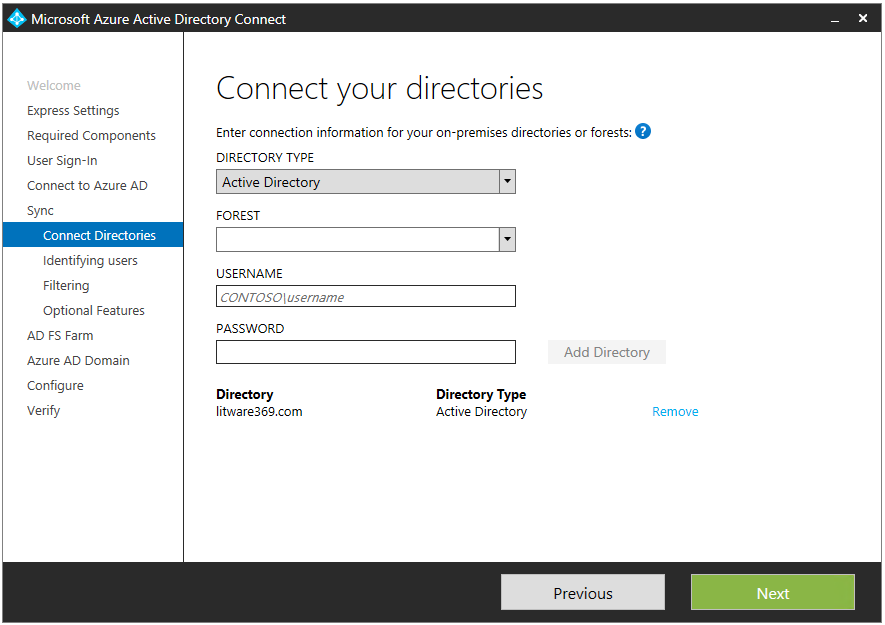 Microsoft Azure Active Directory Connect
Welcome
Express Settings
Required Components
User Sign-In
Connect to Azure AD
Sync
Connect Directories
Identifying users
Filtering
Optional Features
AD FS Farm
Azure AD Domain
Configure
Verify
Connect your directories
Enter connection information for your on-premises directories or forests: ?
DIRECTORY TYPE
Active Directory
FOREST
USERNAME
CONTOSO\username
PASSWORD
Add Directory
Directory Directory Type
litware369.com Active Directory Remove
Previous Next